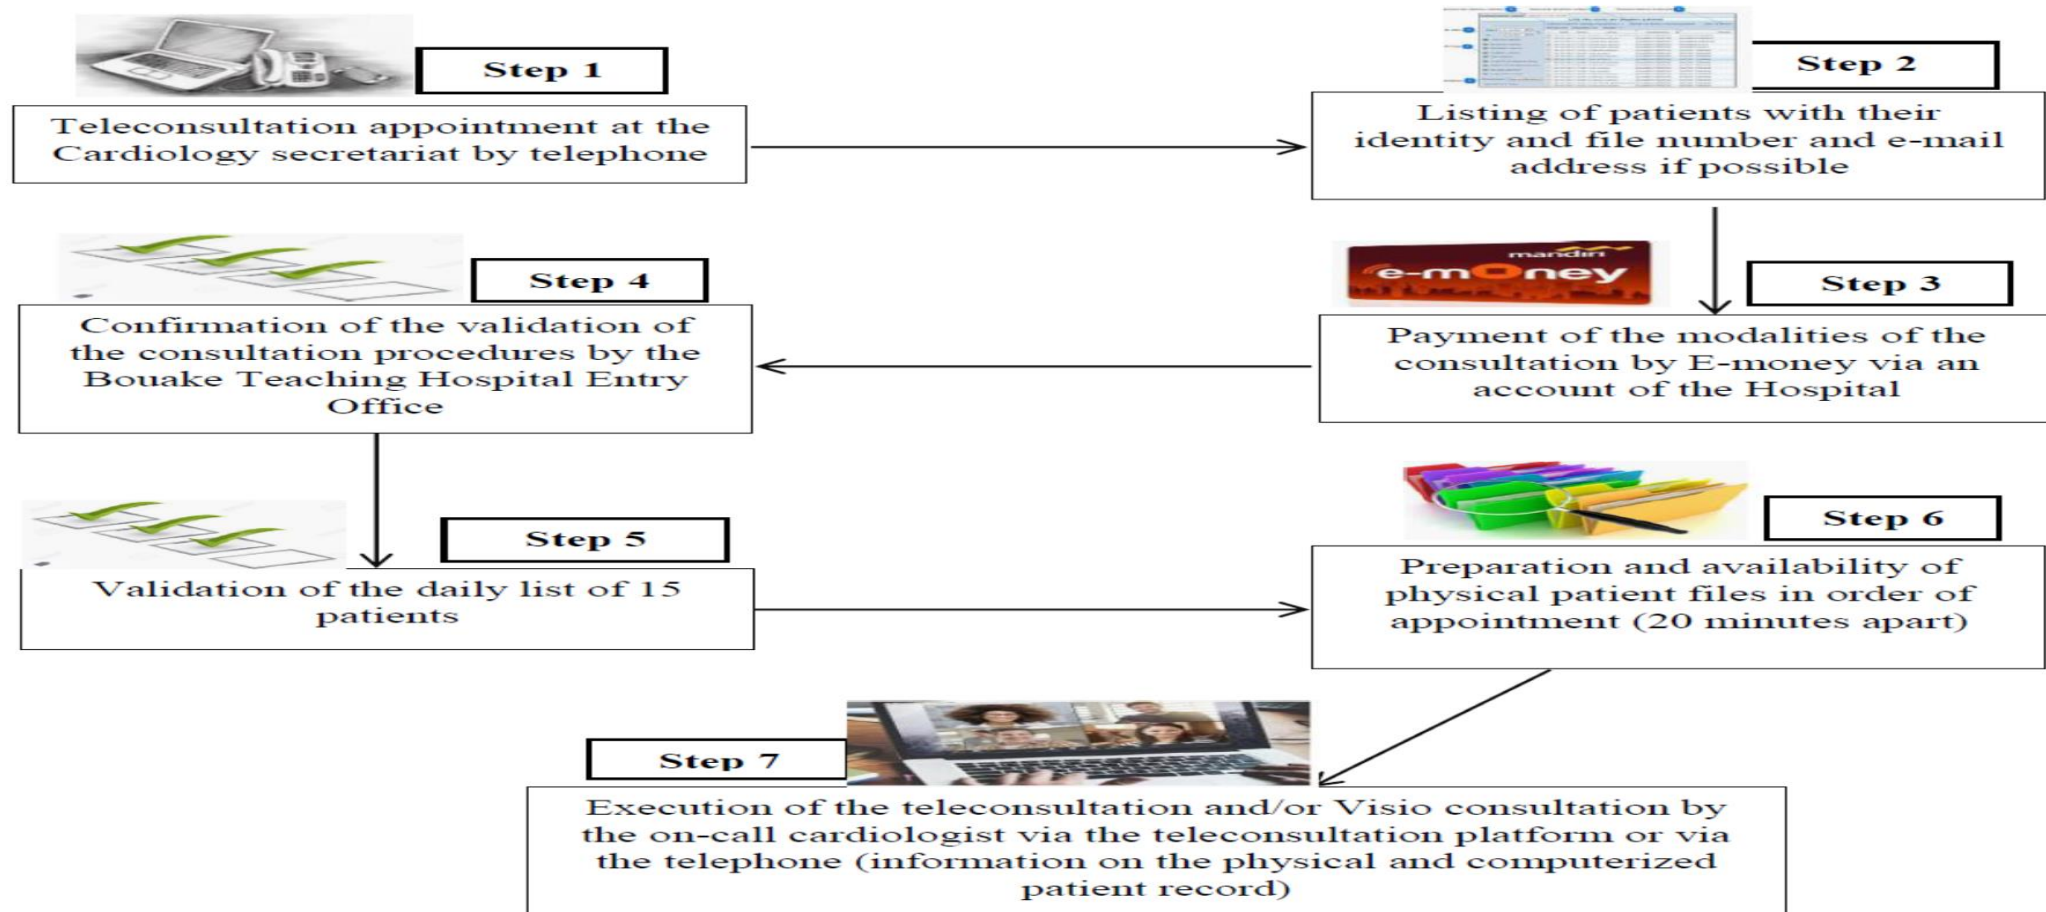 Step 1
Teleconsultation appointment at the
Cardiology secretariat by telephone
Step 2
Listing of patients with their
identity and file number and e-mail
address if possible
mandiri
e-money
Step 3
Payment of the modalities of the
consultation by E-money via an
account of the Hospital
Step 4
Confirmation of the validation of
the consultation procedures by the
Bouake Teaching Hospital Entry
Office
Step 5
Validation of the daily list of 15
patients
Step 6
Preparation and availability of
physical patient files in order of
appointment (20 minutes apart)
Step 7
Execution of the teleconsultation and/or Visio consultation by
the on-call cardiologist via the teleconsultation platform or via
the telephone (information on the physical and computerized
patient record)